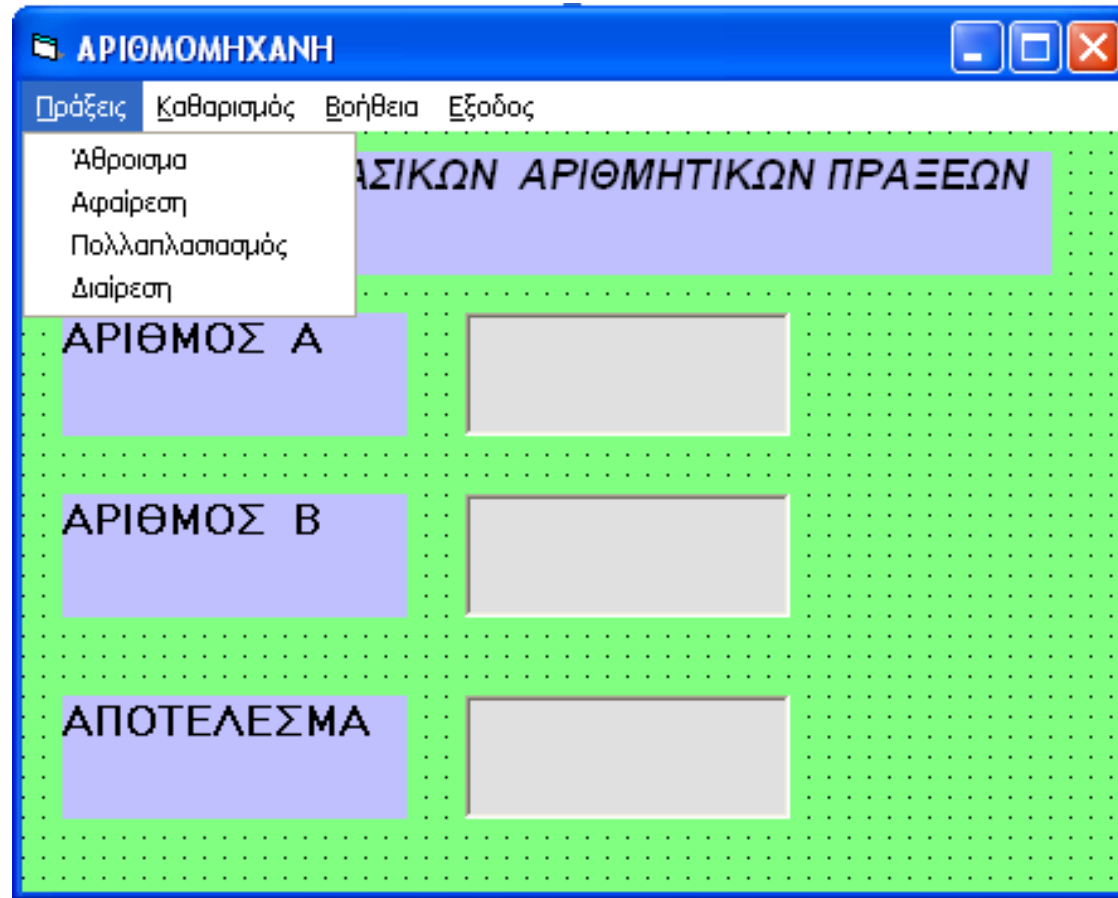 ΑΡΙΘΜΟΜΗΧΑΝΗ
Πράξεις Καθαρισμός Βοήθεια Εξοδος
Άθροισμα
Αφαίρεση
Πολλαπλασιασμός
Διαίρεση
ΑΣΙΚΩΝ ΑΡΙΘΜΗΤΙΚΩΝ ΠΡΑΞΕΩΝ
ΑΡΙΘΜΟΣ Α
ΑΡΙΘΜΟΣ Β
ΑΠΟΤΕΛΕΣΜΑ